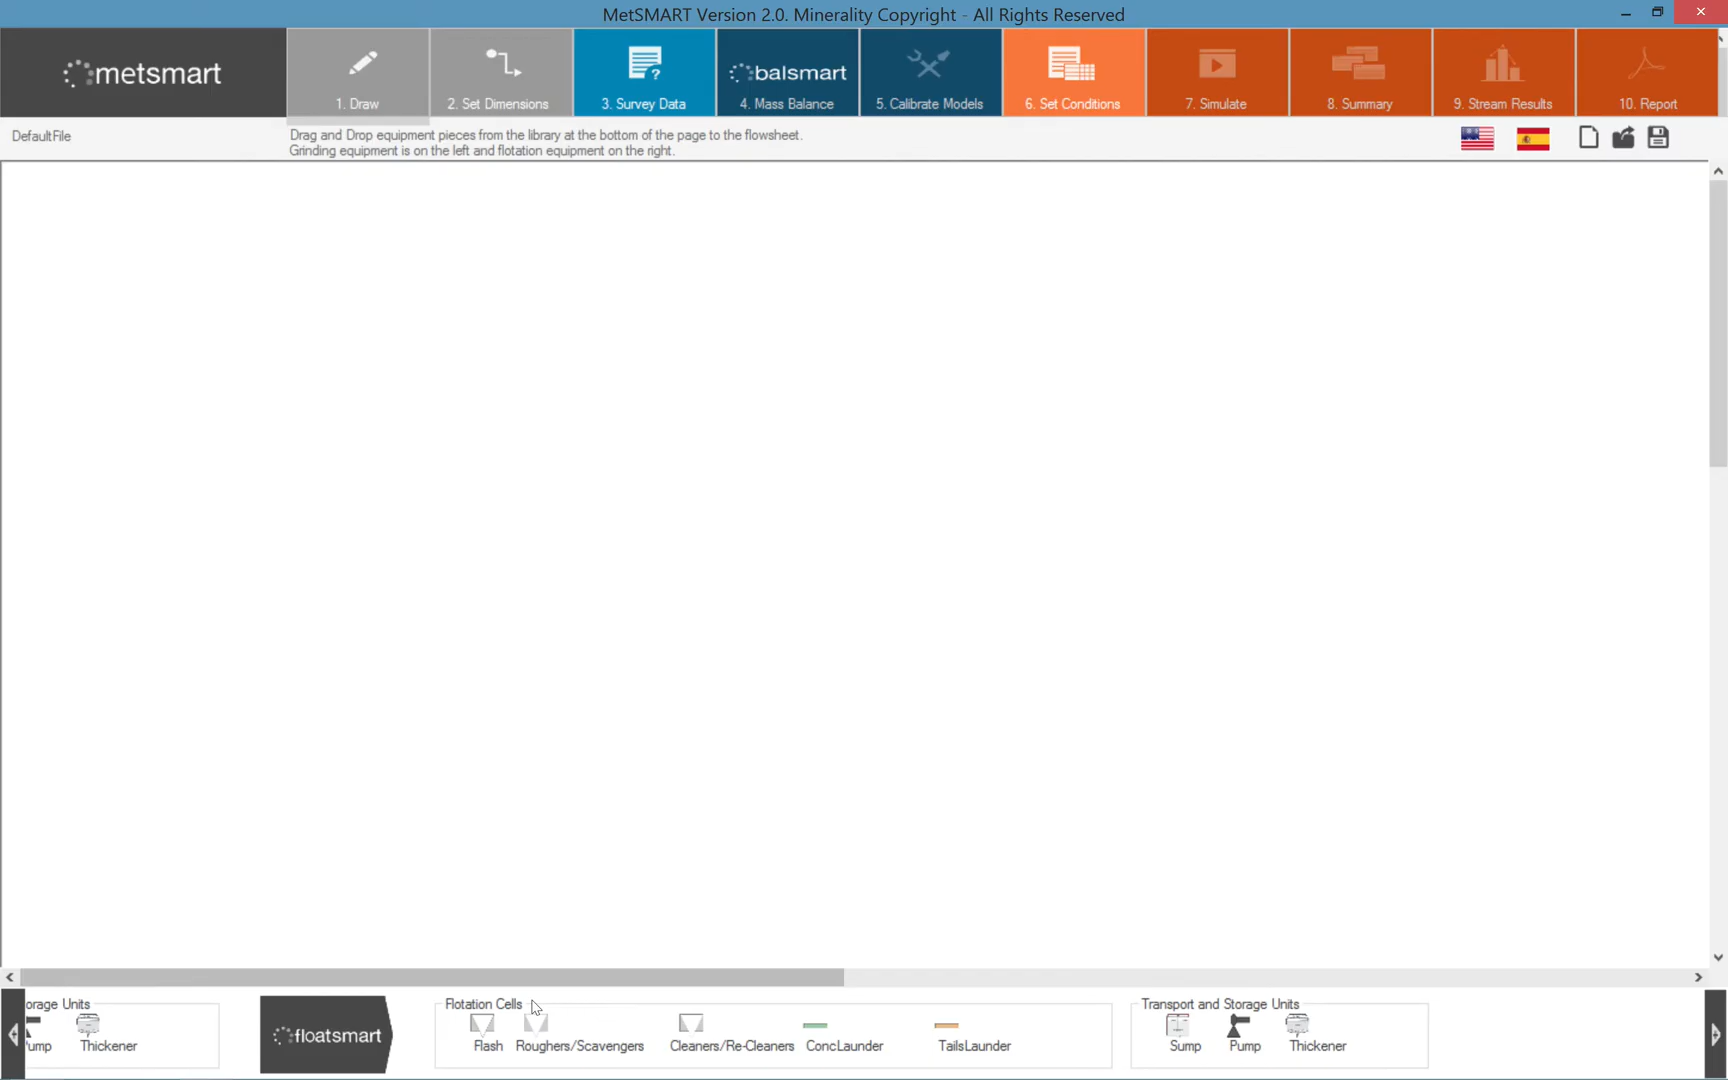 MetSMART Version 2.0. Minerality Copyright - All Rights Reserved
metsmart
1. Draw
2. Set Dimensions
3. Survey Data
balsmart
4. Mass Balance
5. Calibrate Models
6. Set Conditions
7. Simulate
8. Summary
9. Stream Results
10. Report
DefaultFile
Drag and Drop equipment pieces from the library at the bottom of the page to the flowsheet.
Grinding equipment is on the left and flotation equipment on the right.
orage Units
ump
Thickener
floatsmart
Flotation Cells
Flash
Roughers/Scavengers
Cleaners/Re-Cleaners
ConcLaunder
TailsLaunder
Transport and Storage Units
Sump
Pump
Thickener